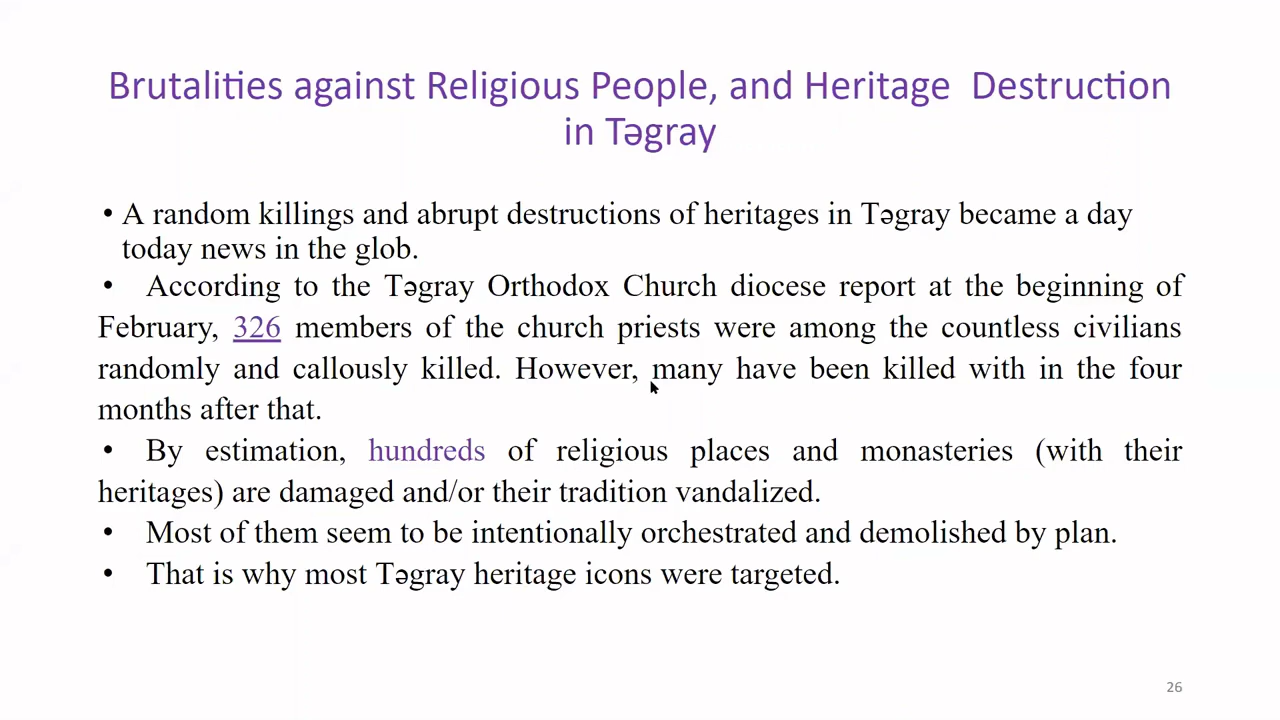 Brutalities against Religious People, and Heritage Destruction
in Təgray
• A random killings and abrupt destructions of heritages in Təgray became a day
today news in the glob.
• According to the Təgray Orthodox Church diocese report at the beginning of
February, 326 members of the church priests were among the countless civilians
randomly and callously killed. However, many have been killed with in the four
months after that.
• By estimation, hundreds of religious places and monasteries (with their
heritages) are damaged and/or their tradition vandalized.
• Most of them seem to be intentionally orchestrated and demolished by plan.
• That is why most Təgray heritage icons were targeted.
26